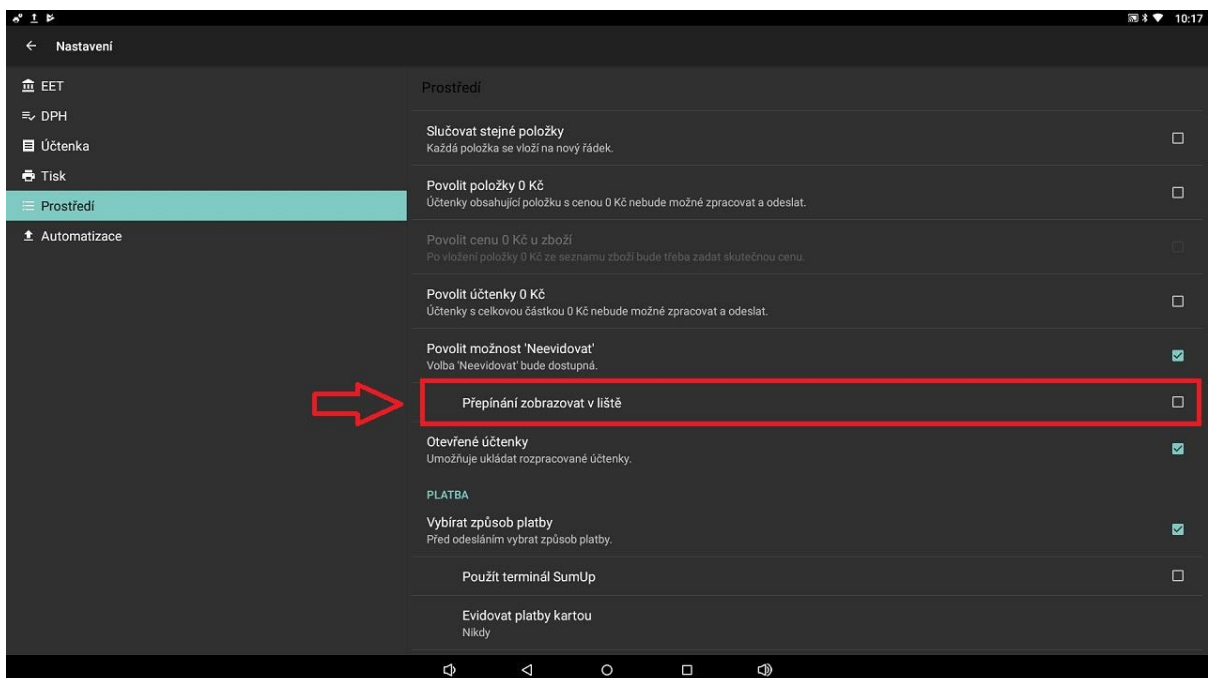 10:17
Nastavení
EET
DPH
Účtenka
Tisk
Prostředí
Automatizace
Prostředí
Slučovat stejné položky
Každá položka se vloží na nový řádek.
Povolit položky 0 Kč
Účtenky obsahující položku s cenou 0 Kč nebude možné zpracovat a odeslat.
Povolit cenu 0 Kč u zboží
Po vložení položky 0 Kč ze seznamu zboží bude třeba zadat skutečnou cenu.
Povolit účtenky 0 Kč
Účtenky s celkovou částkou 0 Kč nebude možné zpracovat a odeslat.
Povolit možnost 'Neevidovat'
Volba 'Neevidovat' bude dostupná.
Přepínání zobrazovat v liště
Otevřené účtenky
Umožňuje ukládat rozpracované účtenky.
PLATBA
Vybírat způsob platby
Před odesláním vybrat způsob platby.
Použít terminál SumUp
Evidovat platby kartou
Nikdy